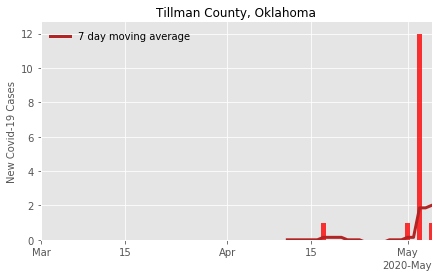 Tillman County, Oklahoma
7 day moving average
New Covid-19 Cases
12
10
8
6
4
2
0
Mar 15 Apr 15 May
2020-May